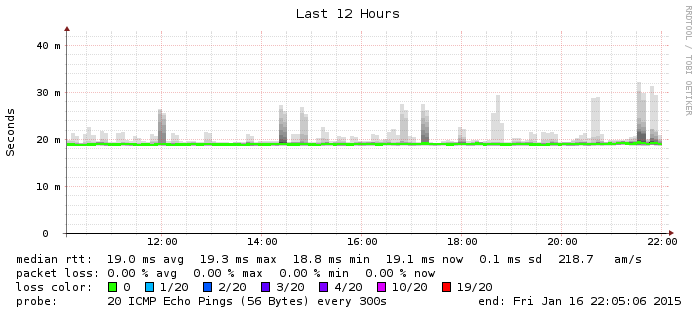 Last 12 Hours
RRDTOOL / TOBI OETIKER
Seconds
40 m
30 m
20 m
10 m
0
12:00 14:00 16:00 18:00 20:00 22:00
median rtt: 19.0 ms avg 19.3 ms max 18.8 ms min 19.1 ms now 0.1 ms sd 218.7 am/s
packet loss: 0.00 % avg 0.00 % max 0.00 % min 0.00 % now
loss color: 0 1/20 2/20 3/20 4/20 10/20 19/20
probe: 20 ICMP Echo Pings (56 Bytes) every 300s end: Fri Jan 16 22:05:06 2015